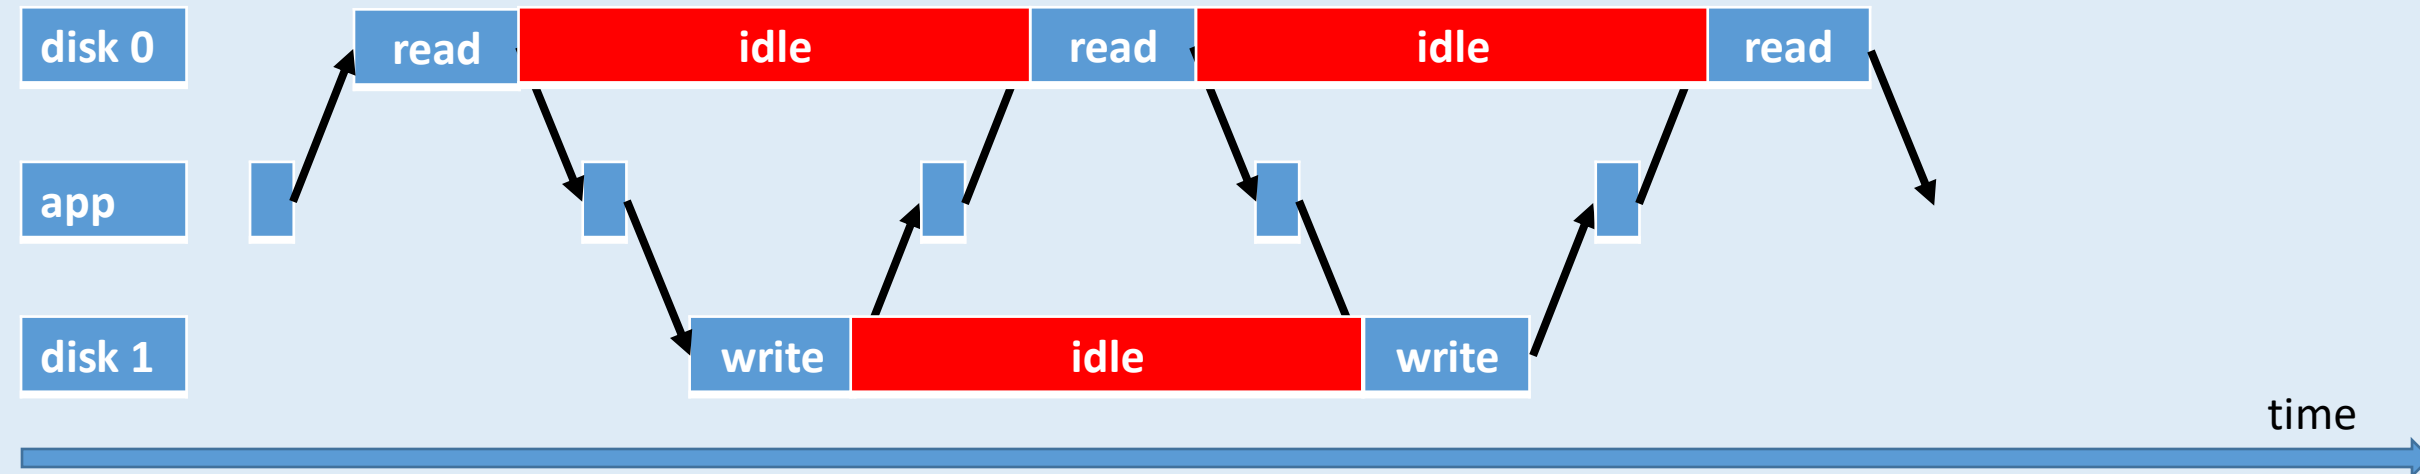 disk 0 read idle read idle read
app
disk 1 write idle write
time